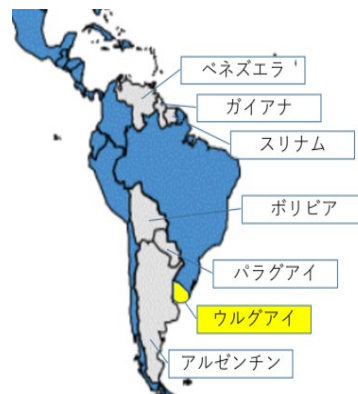 ベネズエラ
ガイアナ
スリナム
ボリビア
パラグアイ
ウルグアイ
アルゼンチン